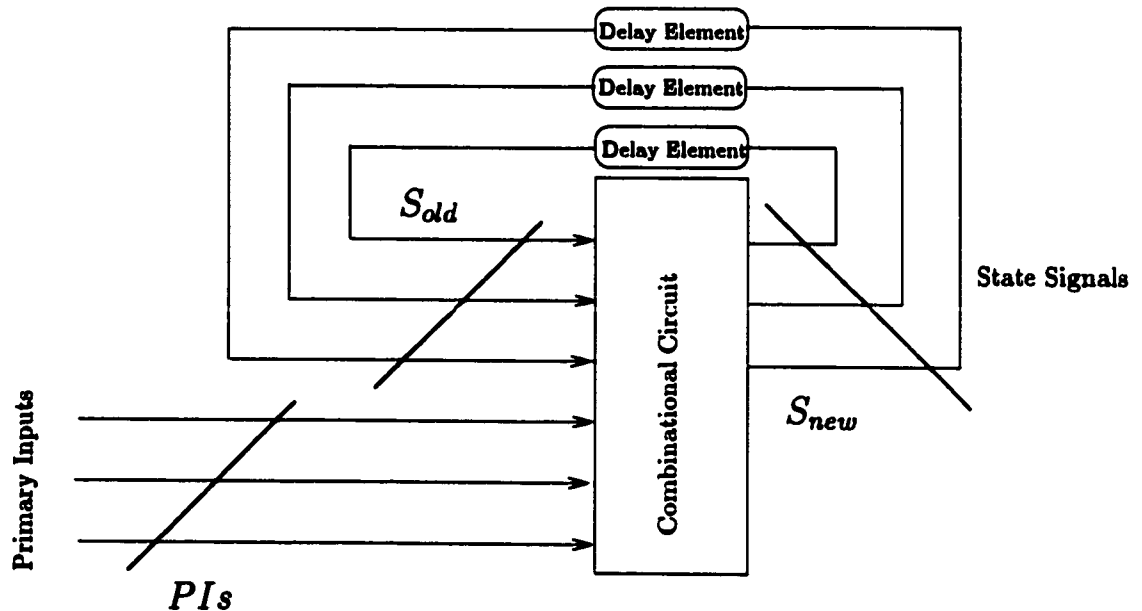 Delay Element
Delay Element
Delay Element
S_old
State Signals
Combinational Circuit
S_new
Primary Inputs
PIs